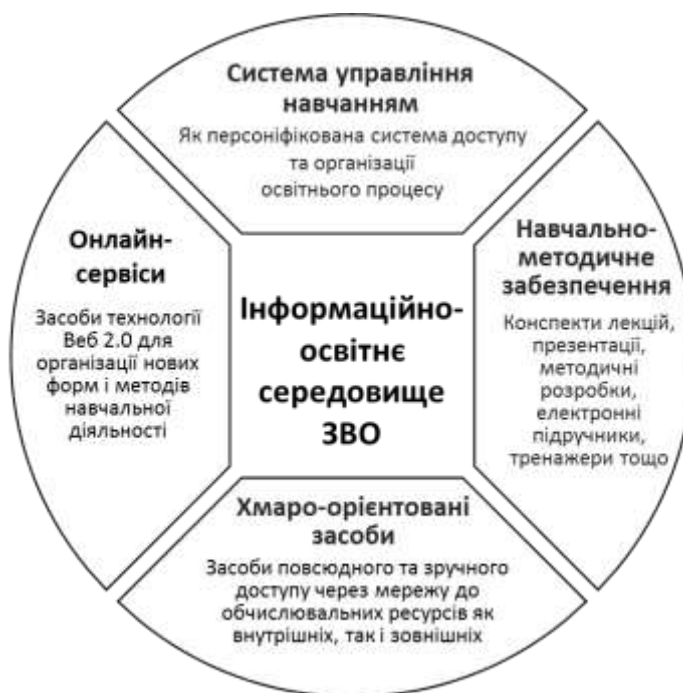 Система управління
навчанням
Як персоніфікована система доступу
та організації
освітнього процесу
Онлайн-
сервіси
Засоби технології
Веб 2.0 для
організації нових
форм і методів
навчальної
діяльності
Інформаційно-
освітнє
середовище
ЗВО
Навчально-
методичне
забезпечення
Конспекти лекцій,
презентації,
методичні
розробки,
електронні
підручники,
тренажери тощо
Хмаро-орієнтовані
засоби
Засоби повсюдного та зручного
доступу через мережу до
обчислювальних ресурсів як
внутрішніх, так і зовнішніх